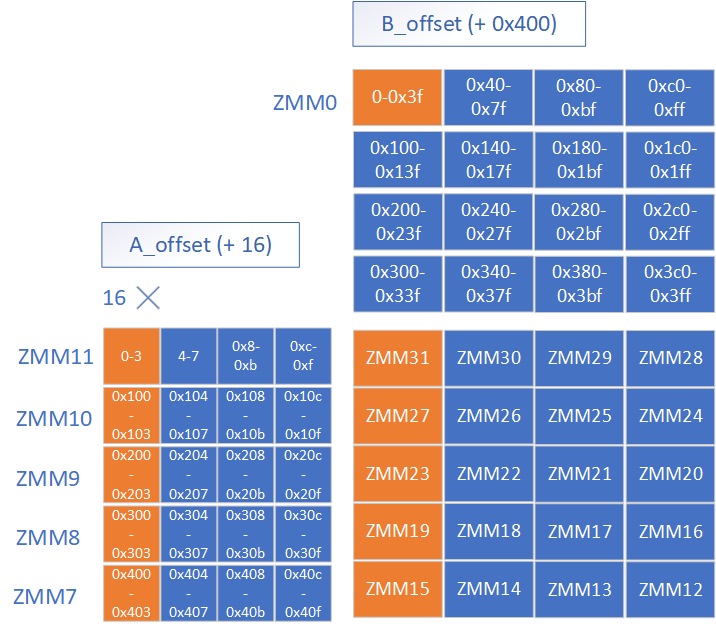 B_offset (+ 0x400)
ZMM0
0-0x3f
0x40-
0x7f
0x80-
0xbf
0xc0-
0xff
0x100-
0x13f
0x140-
0x17f
0x180-
0x1bf
0x1c0-
0x1ff
0x200-
0x23f
0x240-
0x27f
0x280-
0x2bf
0x2c0-
0x2ff
0x300-
0x33f
0x340-
0x37f
0x380-
0x3bf
0x3c0-
0x3ff
A_offset (+ 16)
16 ×
ZMM11
0-3
4-7
0x8-
0xb
0xc-
0xf
ZMM31
ZMM30
ZMM29
ZMM28
ZMM10
0x100
-
0x103
0x104
-
0x107
0x108
-
0x10b
0x10c
-
0x10f
ZMM27
ZMM26
ZMM25
ZMM24
ZMM9
0x200
-
0x203
0x204
-
0x207
0x208
-
0x20b
0x20c
-
0x20f
ZMM23
ZMM22
ZMM21
ZMM20
ZMM8
0x300
-
0x303
0x304
-
0x307
0x308
-
0x30b
0x30c
-
0x30f
ZMM19
ZMM18
ZMM17
ZMM16
ZMM7
0x400
-
0x403
0x404
-
0x407
0x408
-
0x40b
0x40c
-
0x40f
ZMM15
ZMM14
ZMM13
ZMM12